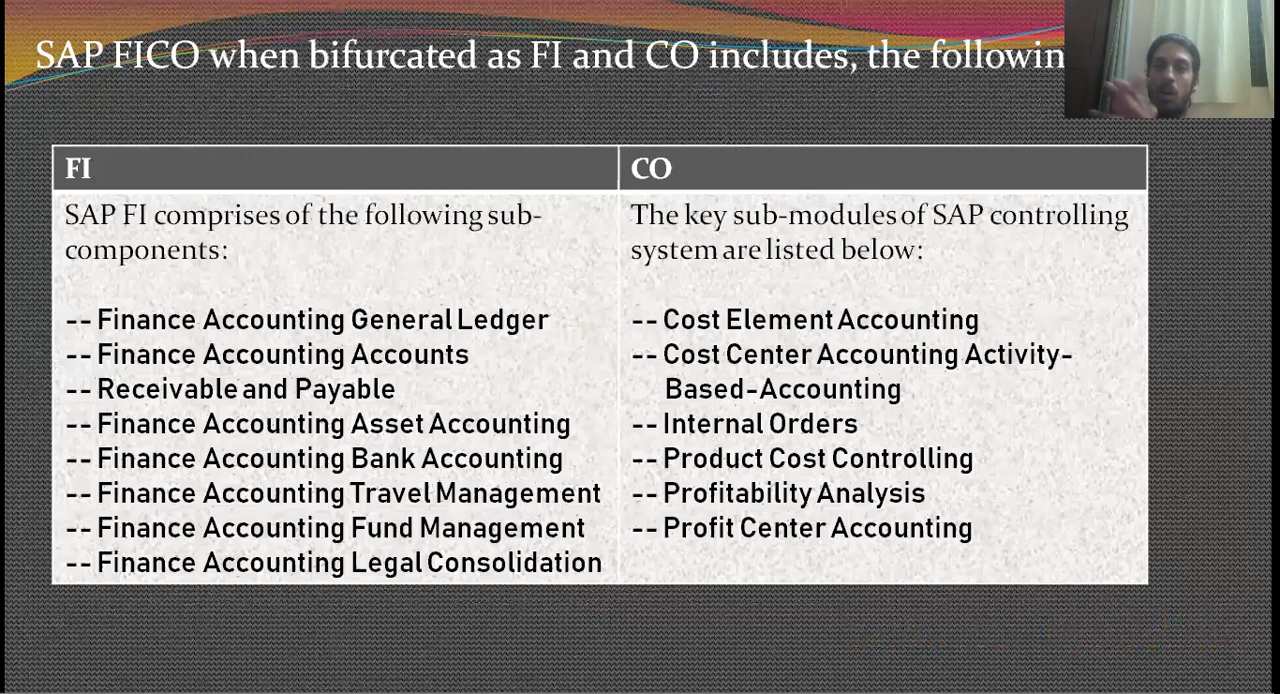 SAP FICO when bifurcated as FI and CO includes, the followin
FI
SAP FI comprises of the following sub-
components:
-- Finance Accounting General Ledger
-- Finance Accounting Accounts
-- Receivable and Payable
-- Finance Accounting Asset Accounting
-- Finance Accounting Bank Accounting
-- Finance Accounting Travel Management
-- Finance Accounting Fund Management
-- Finance Accounting Legal Consolidation
CO
The key sub-modules of SAP controlling
system are listed below:
-- Cost Element Accounting
-- Cost Center Accounting Activity-
Based-Accounting
-- Internal Orders
-- Product Cost Controlling
-- Profitability Analysis
-- Profit Center Accounting